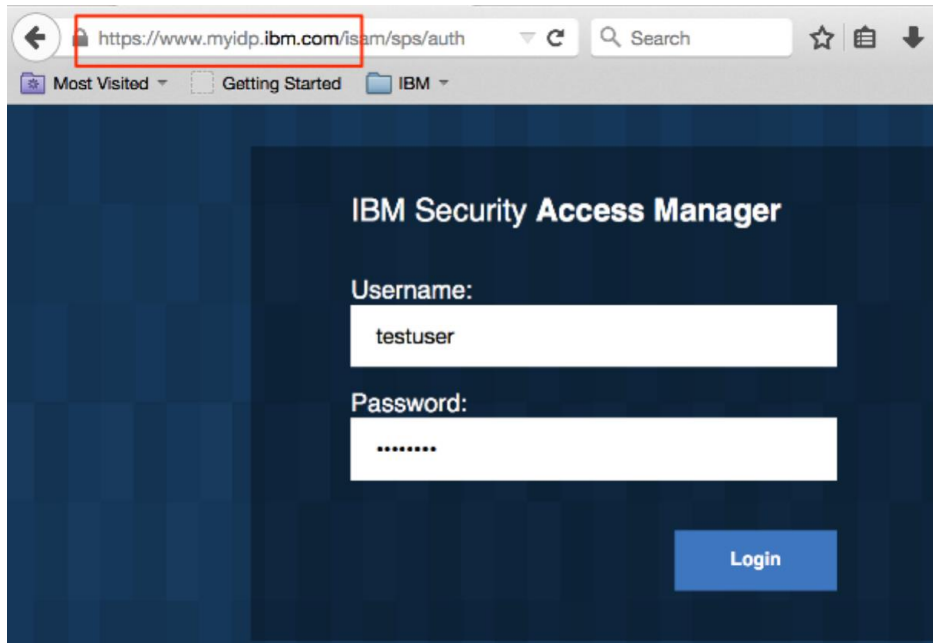 https://www.myidp.ibm.com/isam/sps/auth Search
Most Visited Getting Started IBM
IBM Security Access Manager
Username:
testuser
Password:
••••••••
Login